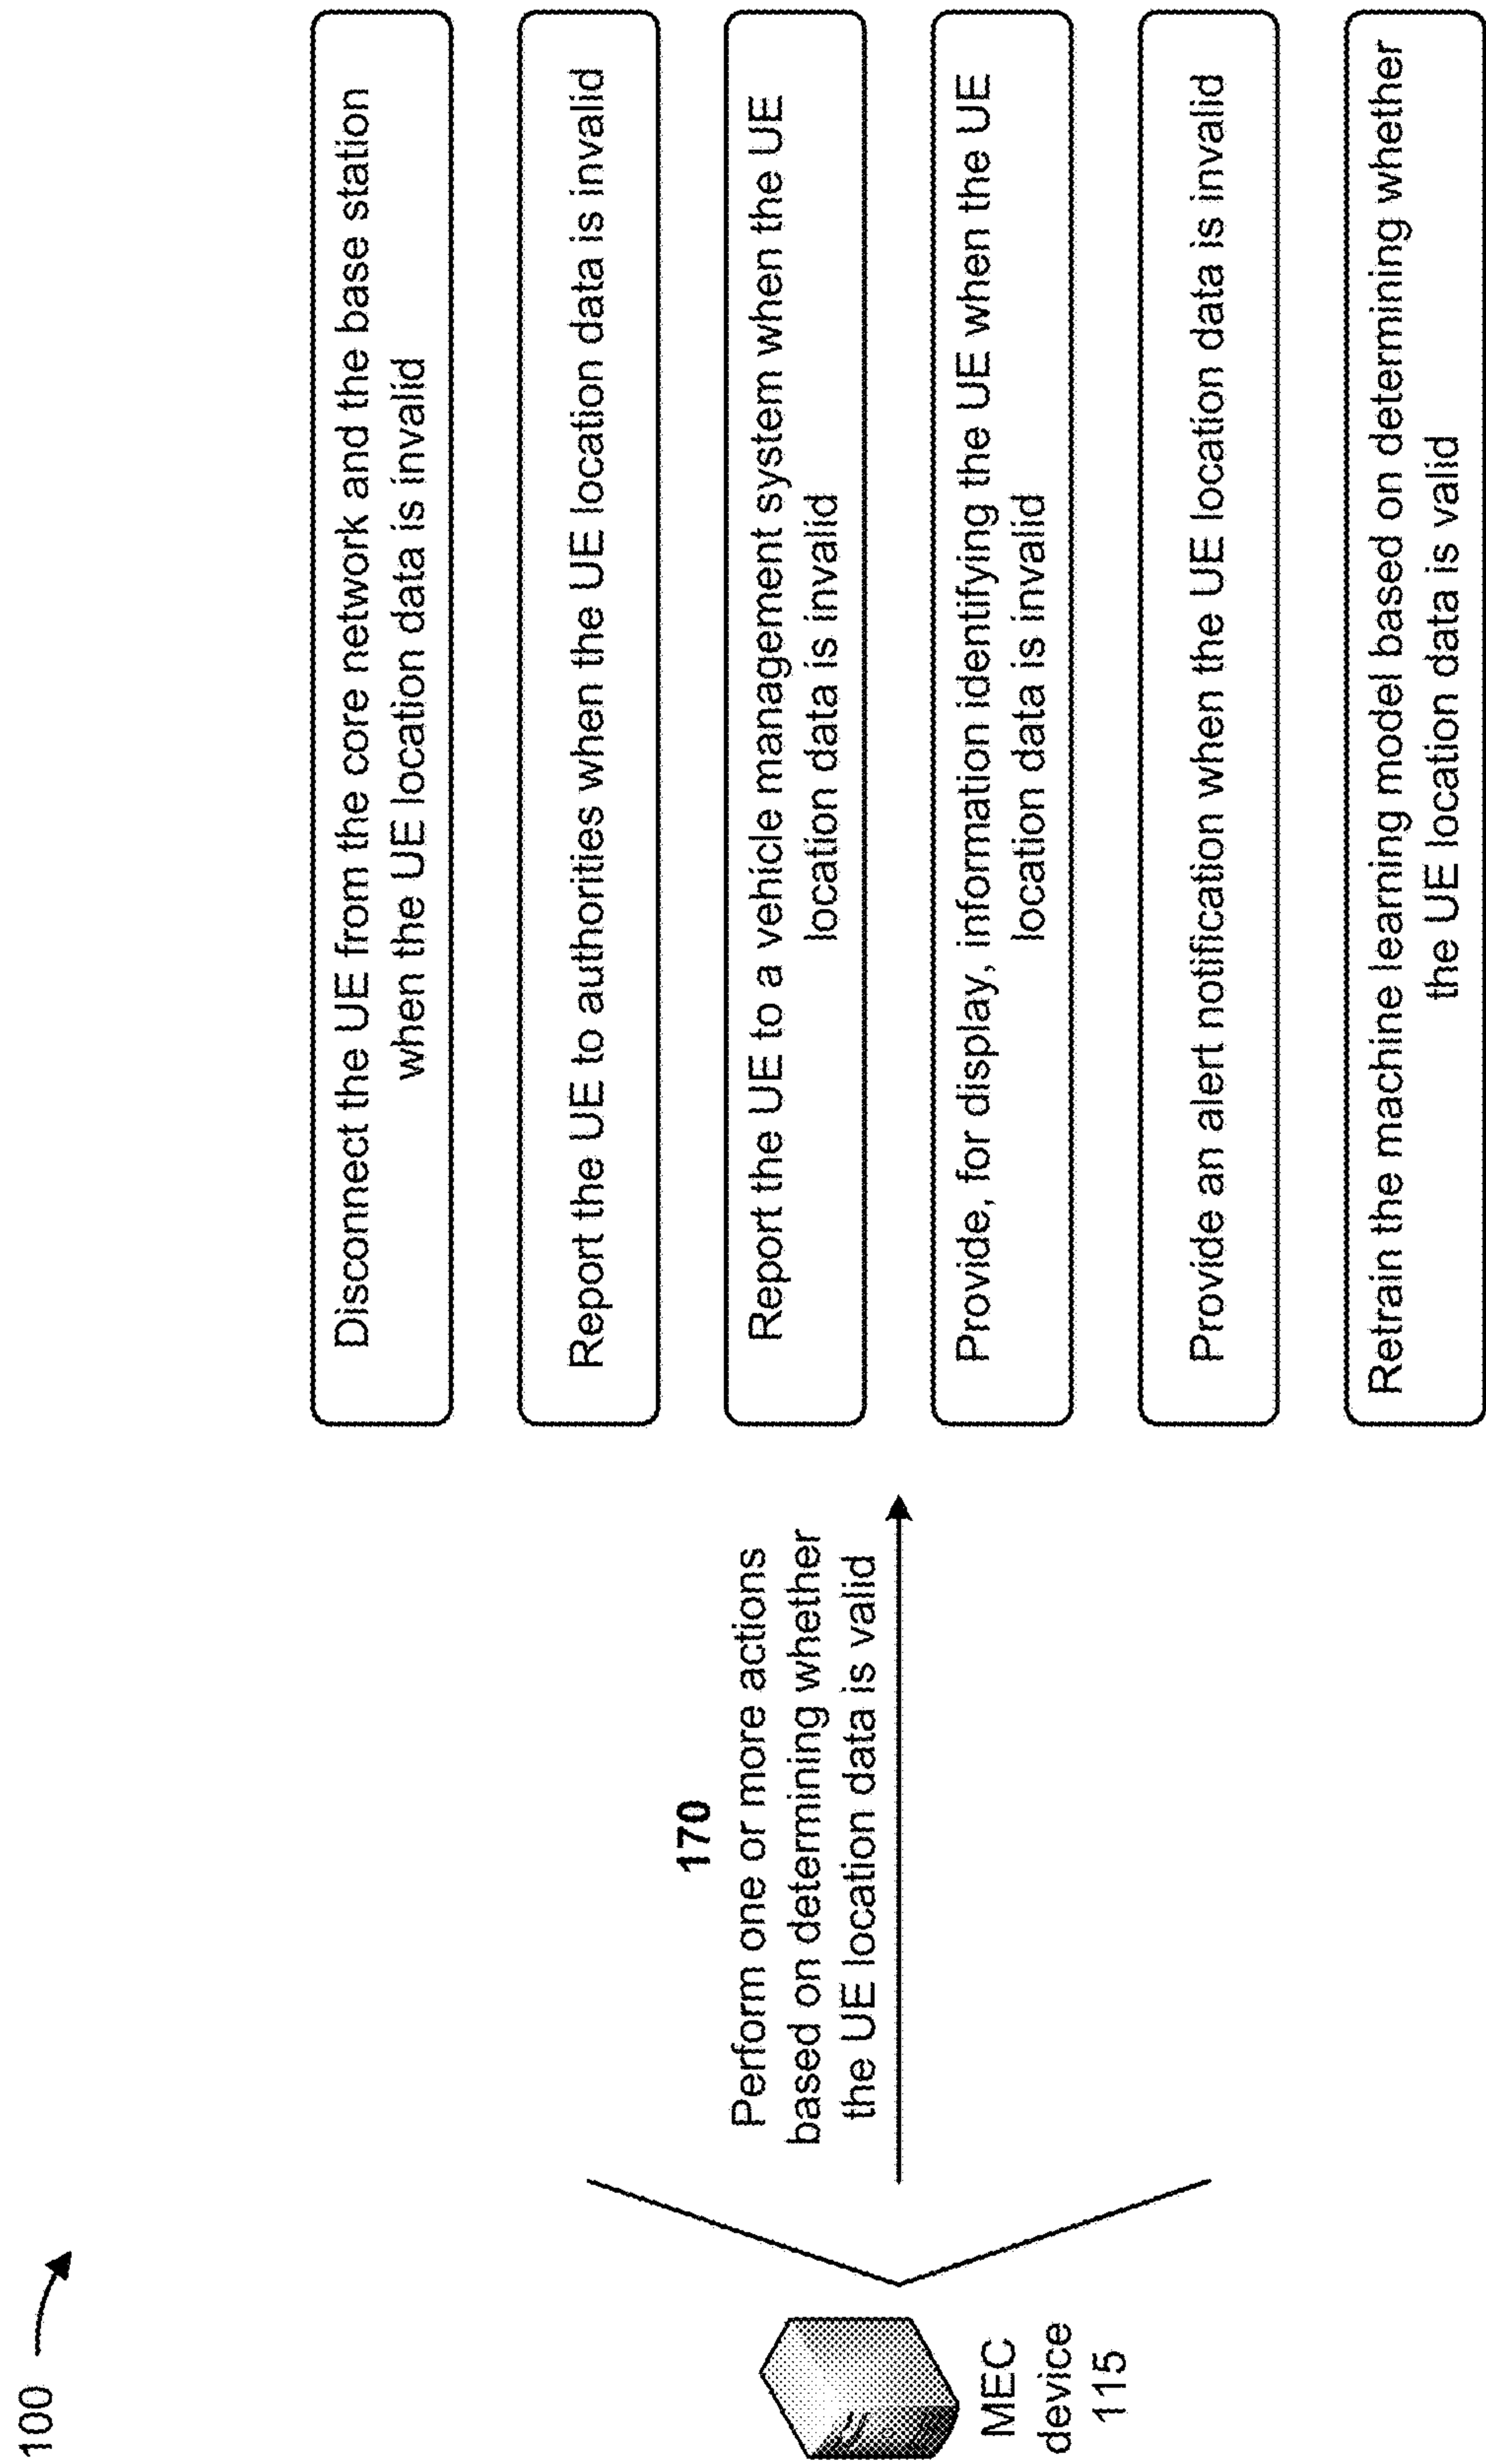 100
MEC
device
115
170
Perform one or more actions
based on determining whether
the UE location data is valid
Disconnect the UE from the core network and the base station
when the UE location data is invalid
Report the UE to authorities when the UE location data is invalid
Report the UE to a vehicle management system when the UE
location data is invalid
Provide, for display, information identifying the UE when the UE
location data is invalid
Provide an alert notification when the UE location data is invalid
Retrain the machine learning model based on determining whether
the UE location data is valid